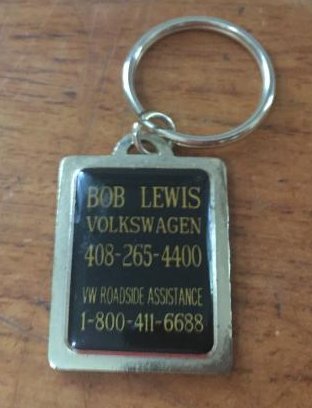 BOB LEWIS
VOLKSWAGEN
408-265-4400
VW ROADSIDE ASSISTANCE
1-800-411-6688